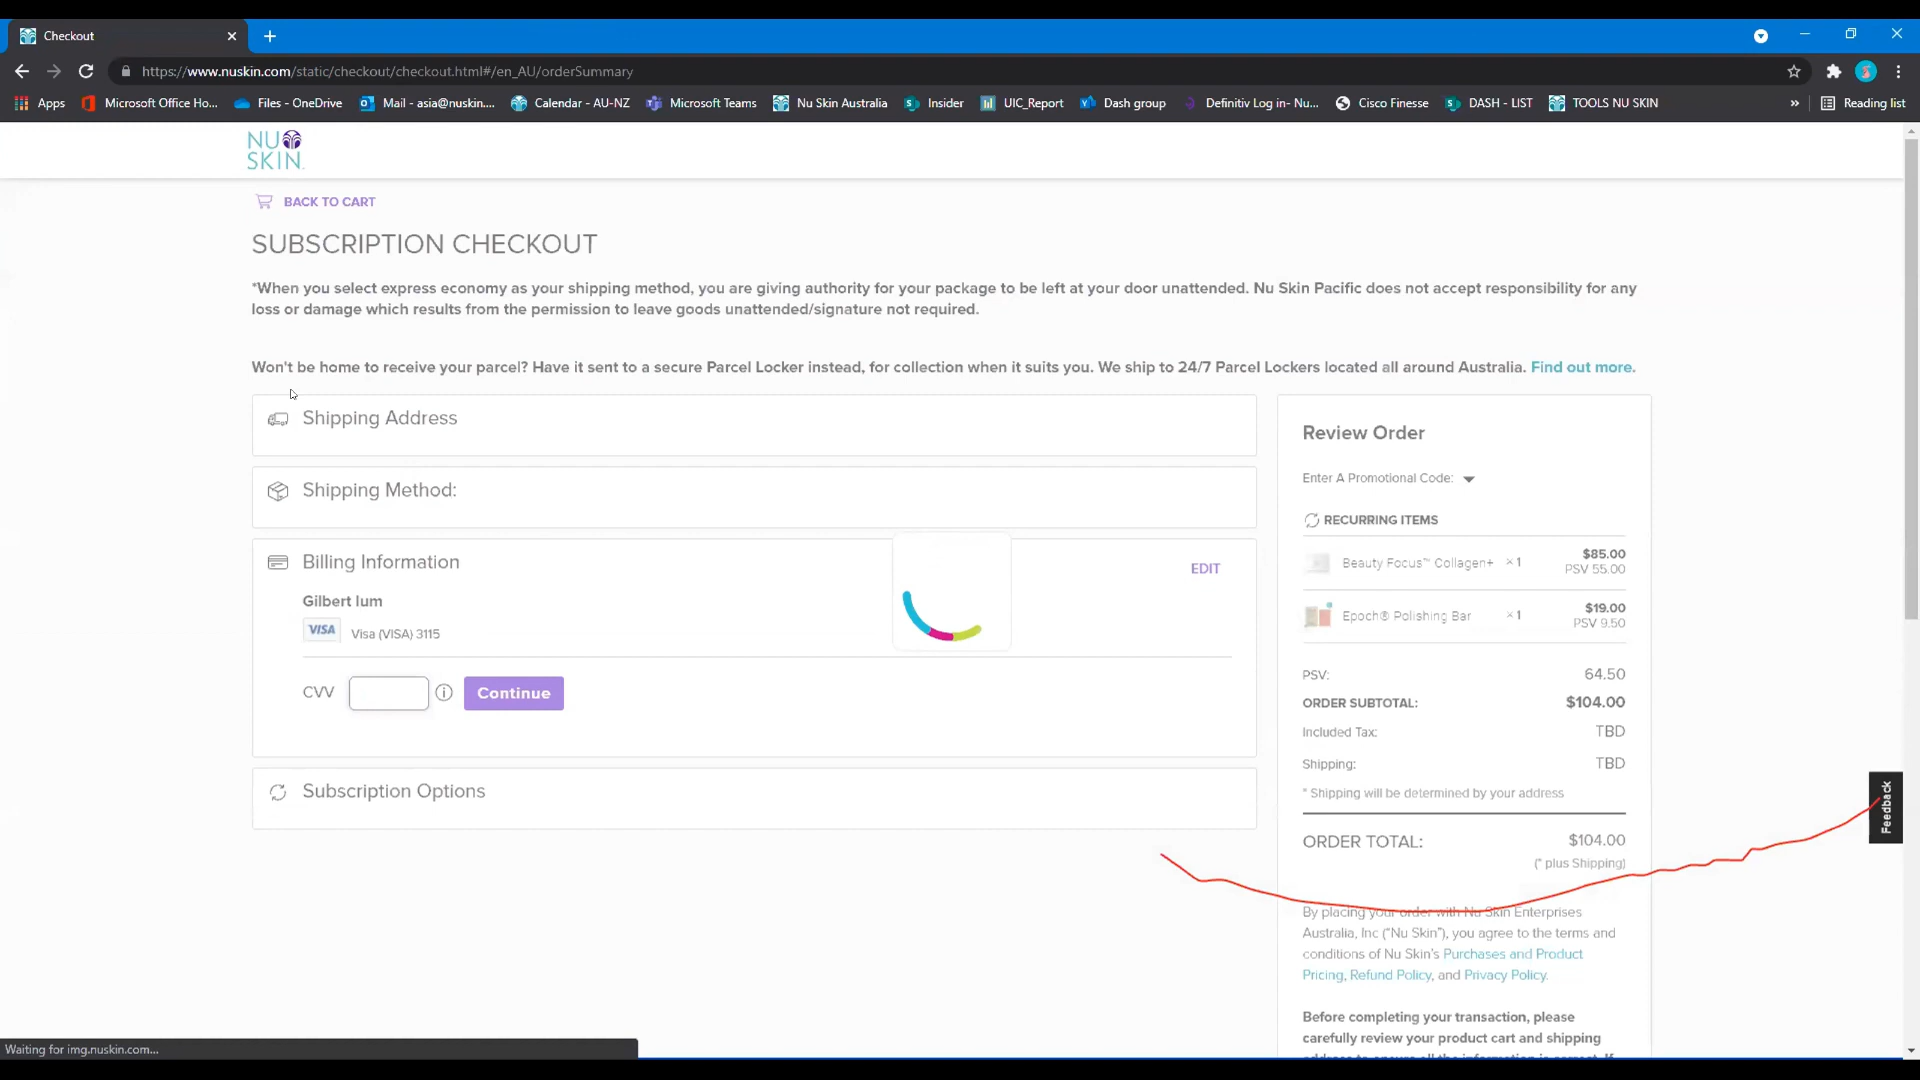 Checkout
https://www.nuskin.com/static/checkout/checkout.html#/en_AU/orderSummary
Apps
Microsoft Office Ho...
Files - OneDrive
Mail - asia@nuskin....
Calendar - AU-NZ
Microsoft Teams
Nu Skin Australia
Insider
UIC_Report
Dash group
Definitiv Log in- Nu...
Cisco Finesse
DASH - LIST
TOOLS NU SKIN
»
Reading list
NU
SKIN
BACK TO CART
SUBSCRIPTION CHECKOUT
*When you select express economy as your shipping method, you are giving authority for your package to be left at your door unattended. Nu Skin Pacific does not accept responsibility for any
loss or damage which results from the permission to leave goods unattended/signature not required.
Won't be home to receive your parcel? Have it sent to a secure Parcel Locker instead, for collection when it suits you. We ship to 24/7 Parcel Lockers located all around Australia. Find out more.
Shipping Address
Shipping Method:
Billing Information
EDIT
Gilbert lum
VISA Visa (VISA) 3115
CVV
Continue
Subscription Options
Review Order
Enter A Promotional Code:
RECURRING ITEMS
Beauty Focus™ Collagen+ ×1 $85.00
PSV 55.00
Epoch® Polishing Bar ×1 $19.00
PSV 9.50
PSV: 64.50
ORDER SUBTOTAL: $104.00
Included Tax: TBD
Shipping: TBD
* Shipping will be determined by your address
ORDER TOTAL: $104.00
(* plus Shipping)
By placing your order with Nu Skin Enterprises
Australia, Inc ("Nu Skin"), you agree to the terms and
conditions of Nu Skin's Purchases and Product
Pricing, Refund Policy, and Privacy Policy.
Before completing your transaction, please
carefully review your product cart and shipping
Feedback
Waiting for img.nuskin.com...